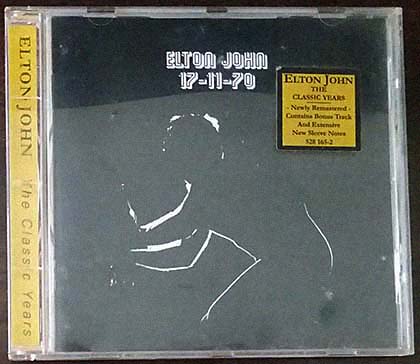 ELTON JOHN
17-11-70
ELTON JOHN
THE
CLASSIC YEARS
- Newly Remastered -
Contains Bonus Track
And Extensive
New Sleeve Notes
528 165-2
ELTON JOHN
The Classic Years